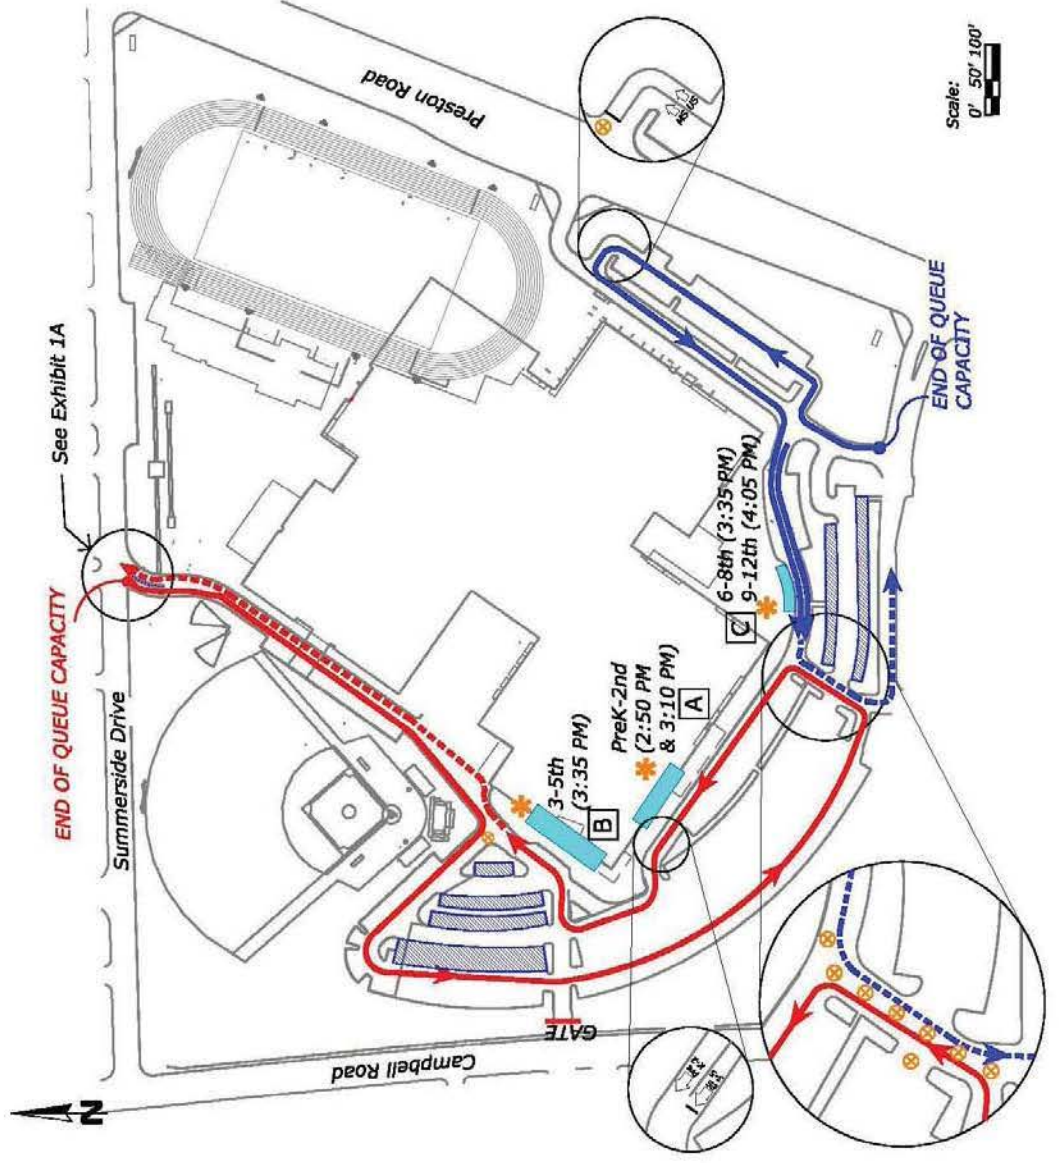 See Exhibit 1A
END OF QUEUE CAPACITY
Summerside Drive
Preston Road
MS US
Scale:
0' 50' 100'
END OF QUEUE
CAPACITY
6-8th (3:35 PM)
9-12th (4:05 PM)
C
PreK-2nd
(2:50 PM
& 3:10 PM)
A
3-5th
(3:35 PM)
B
GATE
Campbell Road
N